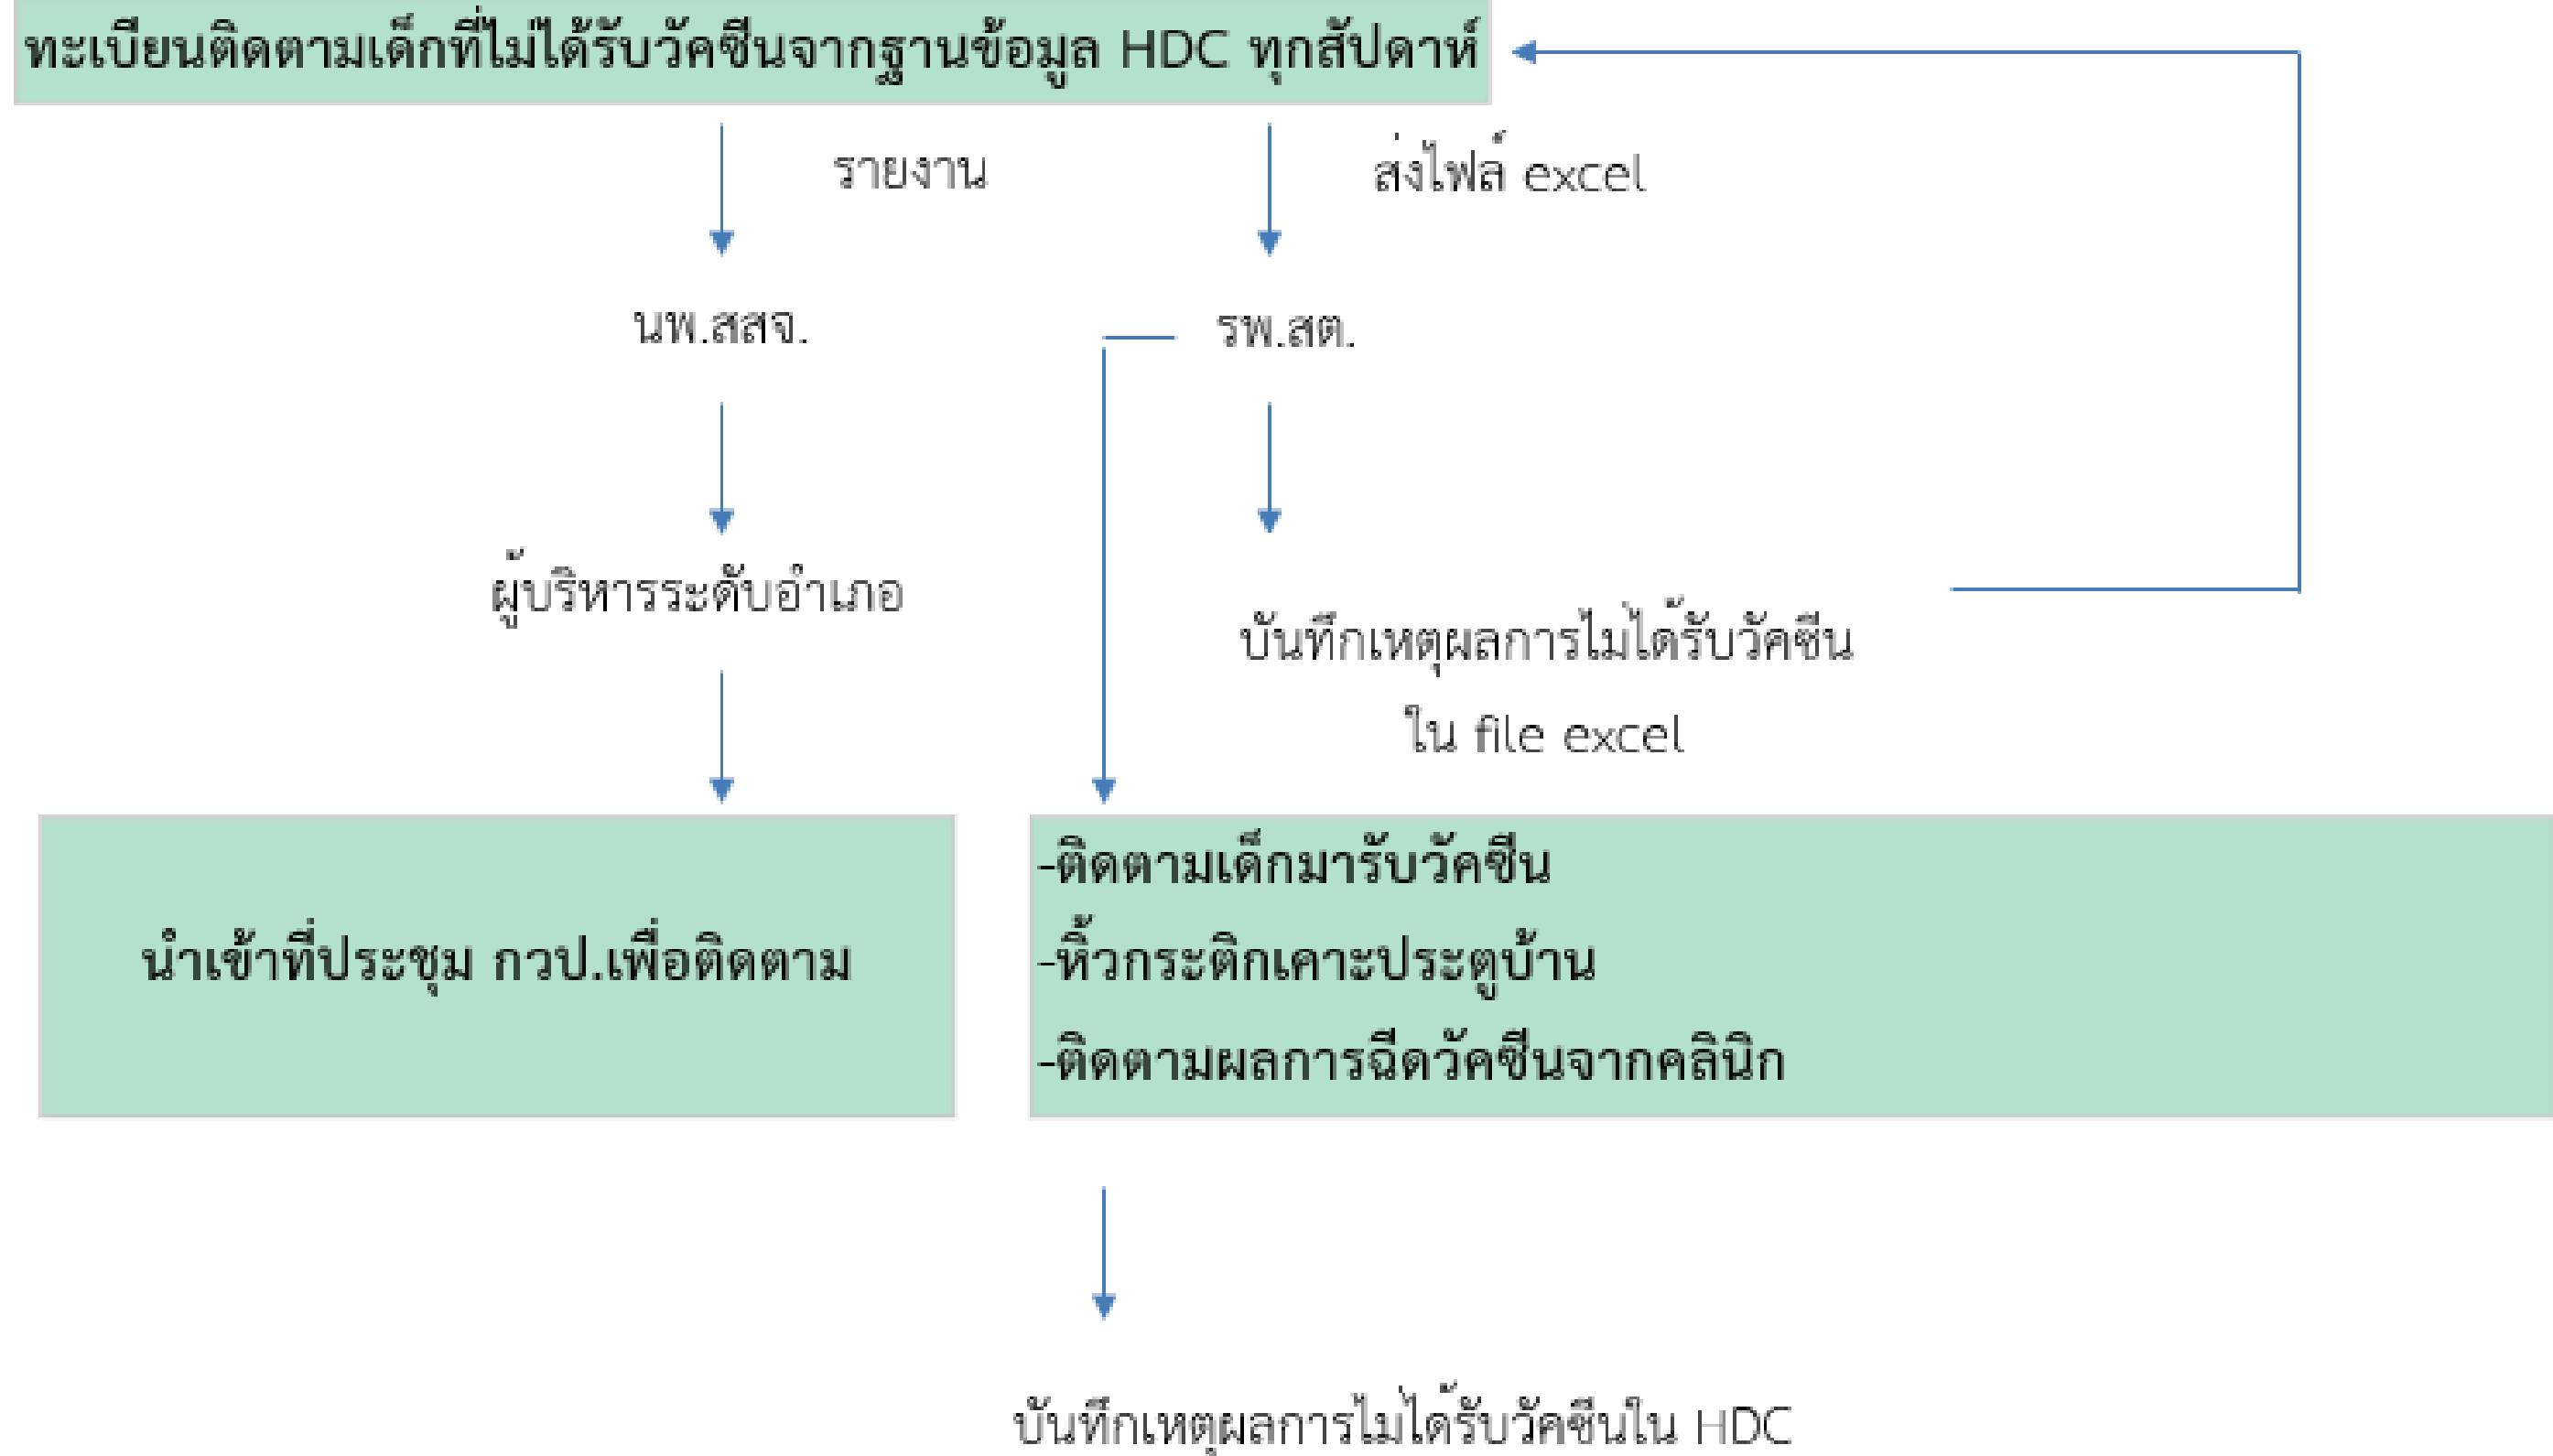 ทะเบียนติดตามเด็กที่ไม่ได้รับวัคซีนจากฐานข้อมูล HDC ทุกสัปดาห์
รายงาน
ส่งไฟล์ excel
นพ.สสจ.
รพ.สต.
ผู้บริหารระดับอำเภอ
บันทึกเหตุผลการไม่ได้รับวัคซีน
ใน file excel
นำเข้าที่ประชุม กวป.เพื่อติดตาม
-ติดตามเด็กมารับวัคซีน
-หิ้วกระติกเคาะประตูบ้าน
-ติดตามผลการฉีดวัคซีนจากคลินิก
บันทึกเหตุผลการไม่ได้รับวัคซีนใน HDC